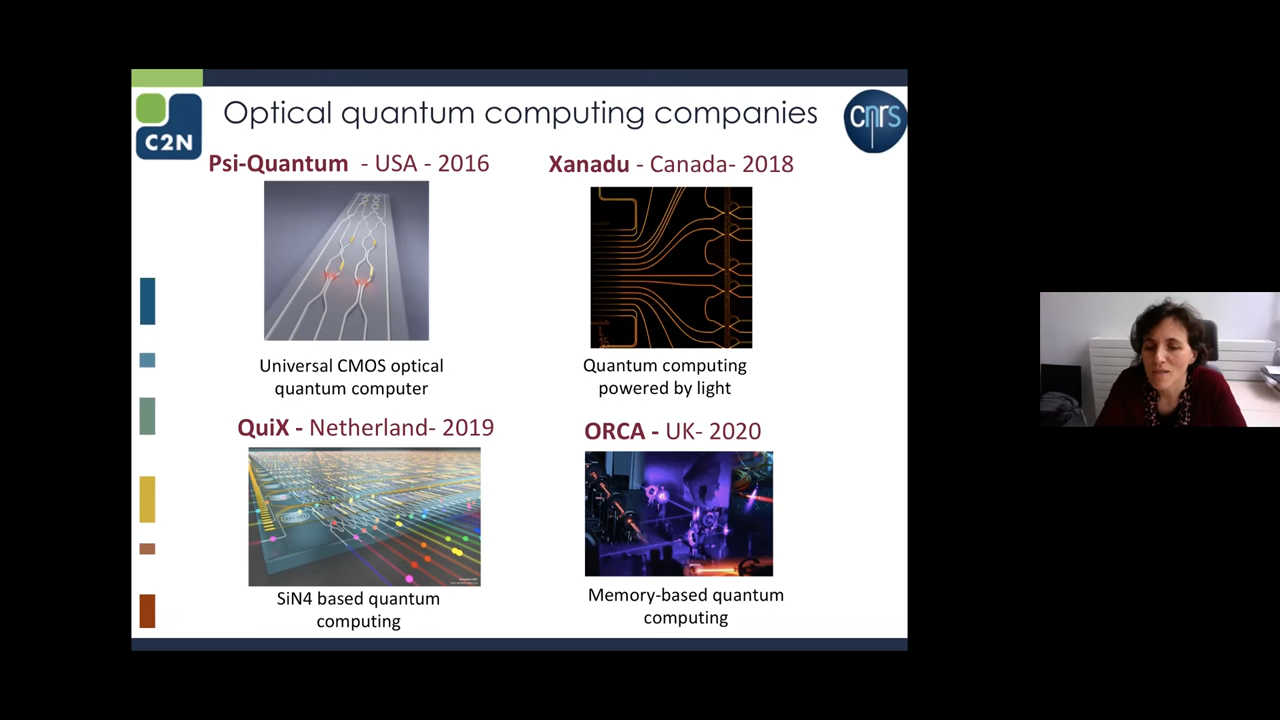 Optical quantum computing companies
C2N
cnrs
Psi-Quantum - USA - 2016
Xanadu - Canada- 2018
Universal CMOS optical
quantum computer
Quantum computing
powered by light
QuiX - Netherland- 2019
ORCA - UK- 2020
SiN4 based quantum
computing
Memory-based quantum
computing